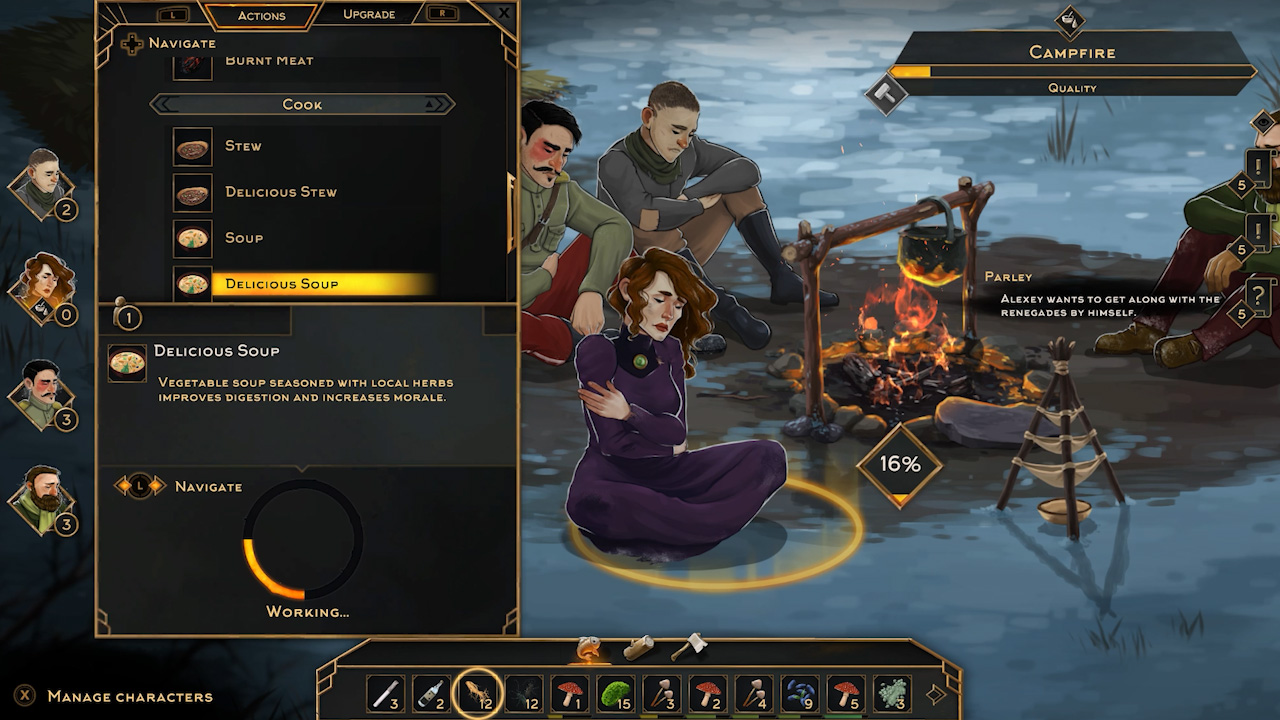 L
Actions
Upgrade
R
X
Navigate
Burnt Meat
Cook
Stew
Delicious Stew
Soup
Delicious Soup
1
Delicious Soup
Vegetable soup seasoned with local herbs
improves digestion and increases morale.
L
Navigate
Working...
2
0
3
3
Campfire
Quality
!
5
!
5
?
5
Parley
Alexey wants to get along with the
renegades by himself.
16%
X
Manage characters
3
2
12
12
1
15
3
2
4
9
5
3